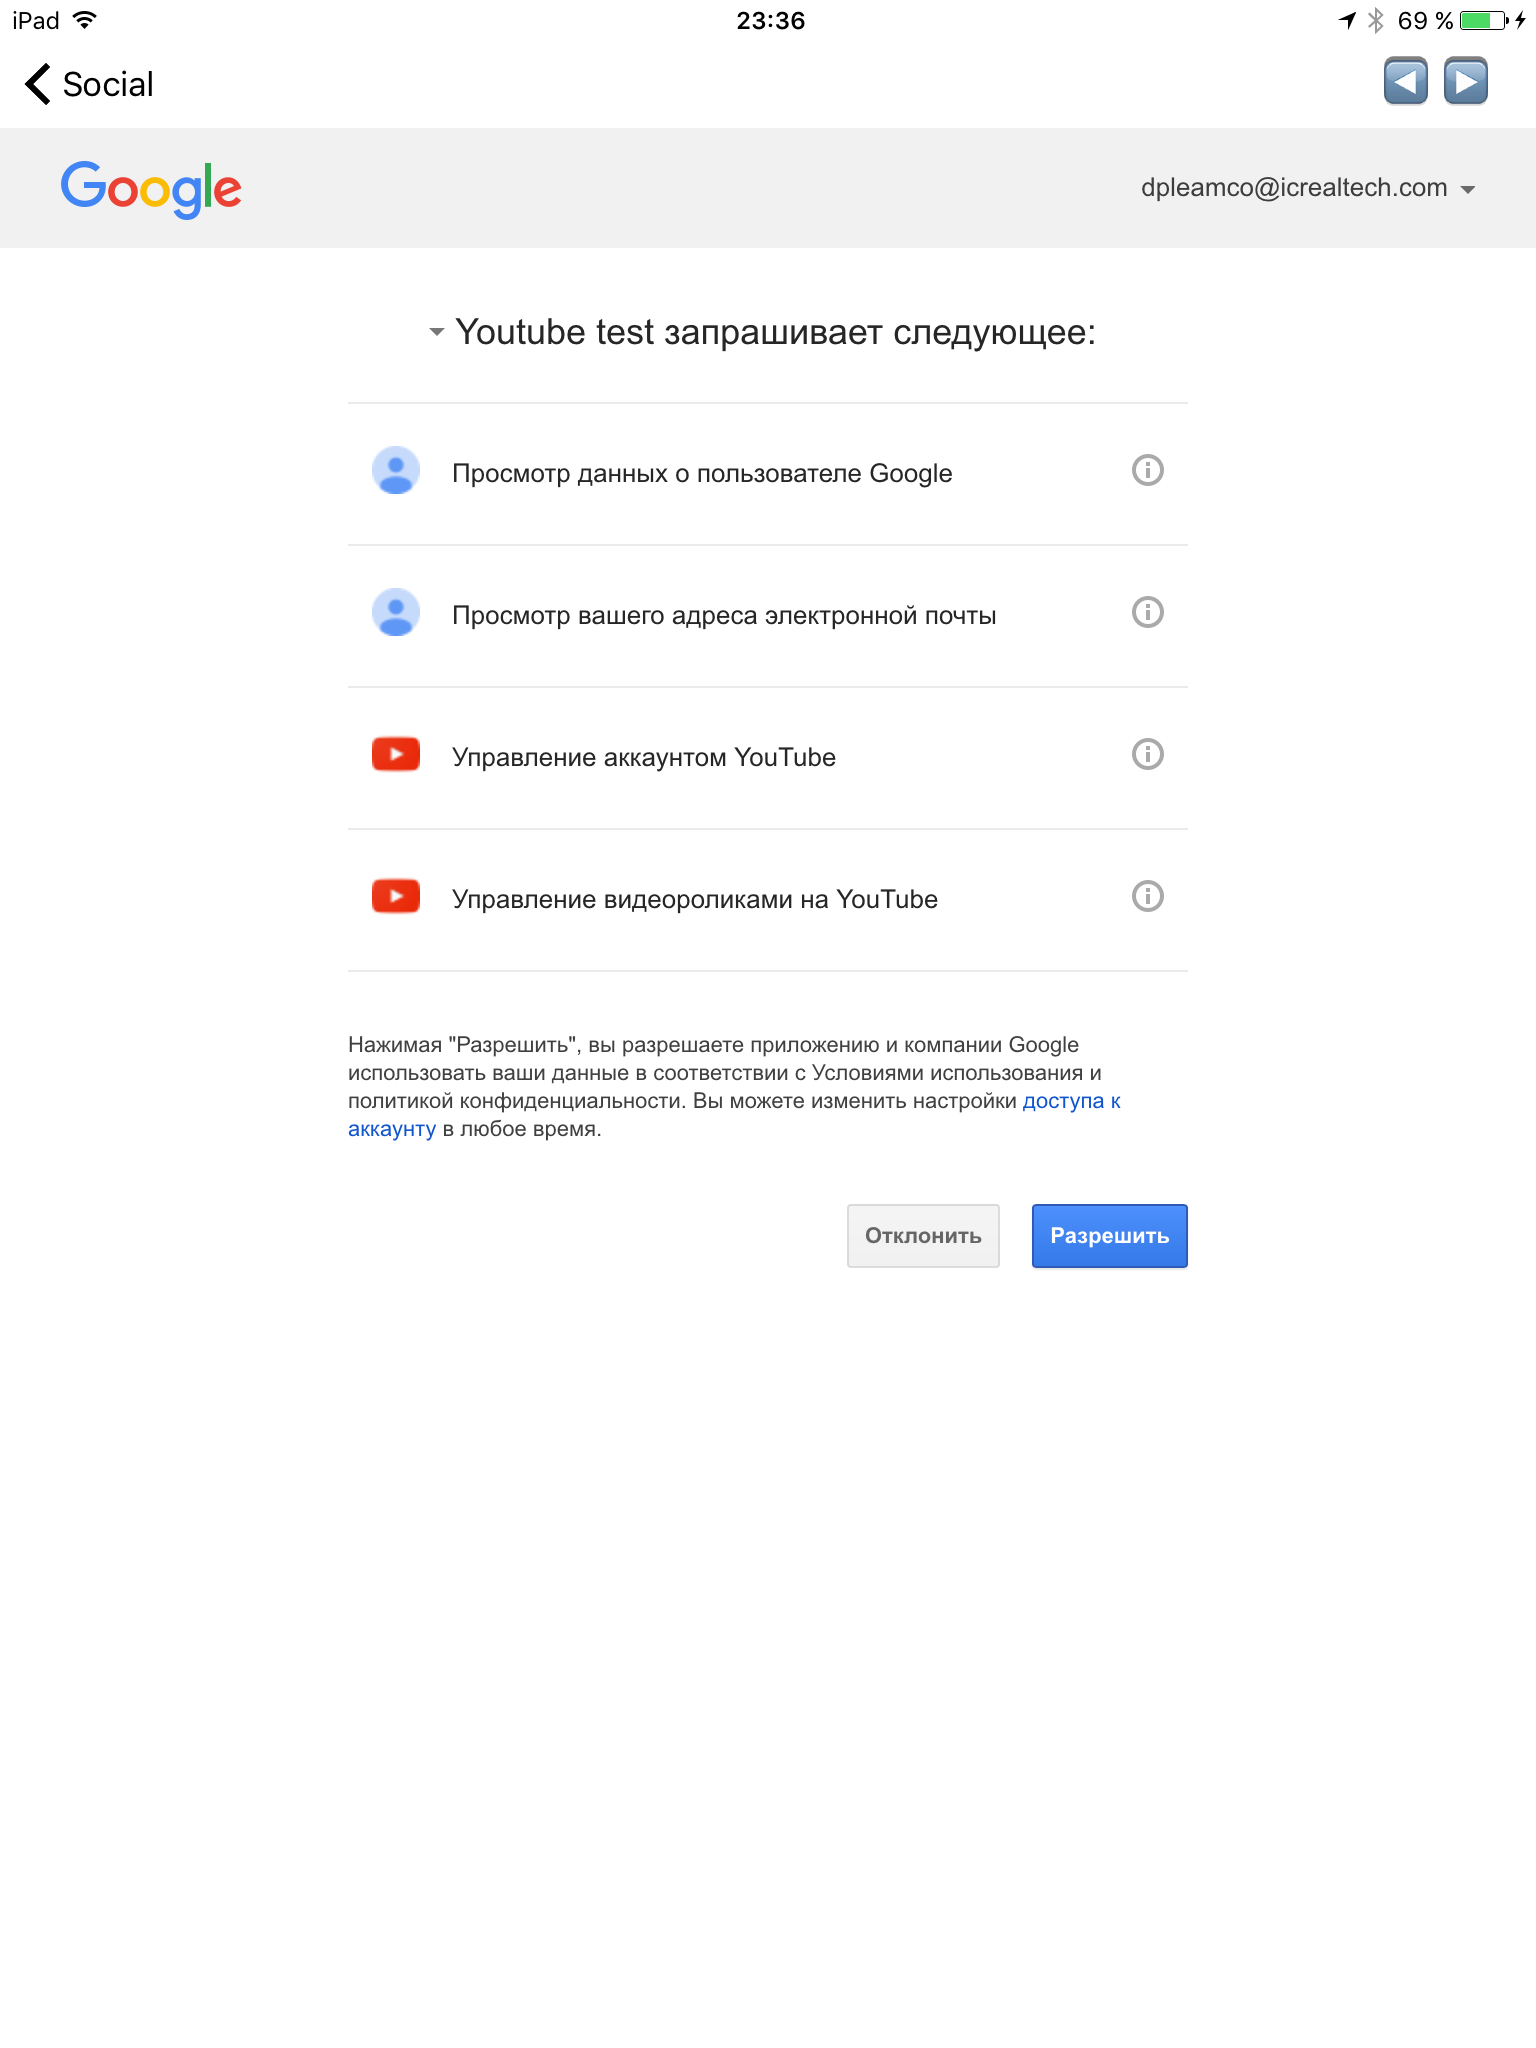 iPad 23:36 69 %
Social
Google dpleamco@icrealtech.com
Youtube test запрашивает следующее:
Просмотр данных о пользователе Google
Просмотр вашего адреса электронной почты
Управление аккаунтом YouTube
Управление видеороликами на YouTube
Нажимая "Разрешить", вы разрешаете приложению и компании Google
использовать ваши данные в соответствии с Условиями использования и
политикой конфиденциальности. Вы можете изменить настройки доступа к
аккаунту в любое время.
Отклонить Разрешить